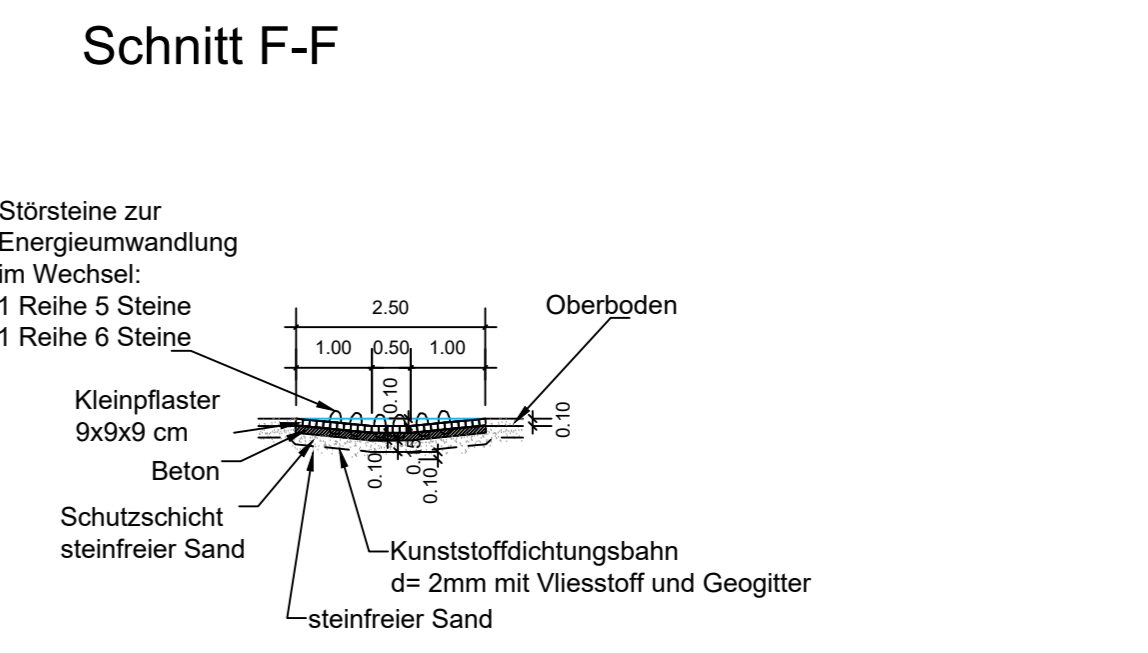 Schnitt F-F
Störsteine zur
Energieumwandlung
im Wechsel:
1 Reihe 5 Steine
1 Reihe 6 Steine
2.50
Oberboden
1.00
0.50
1.00
0.10
Kleinpflaster
9x9x9 cm
0.10
Beton
0.10
0.15
0.10
Schutzschicht
steinfreier Sand
Kunststoffdichtungsbahn
d= 2mm mit Vliesstoff und Geogitter
steinfreier Sand